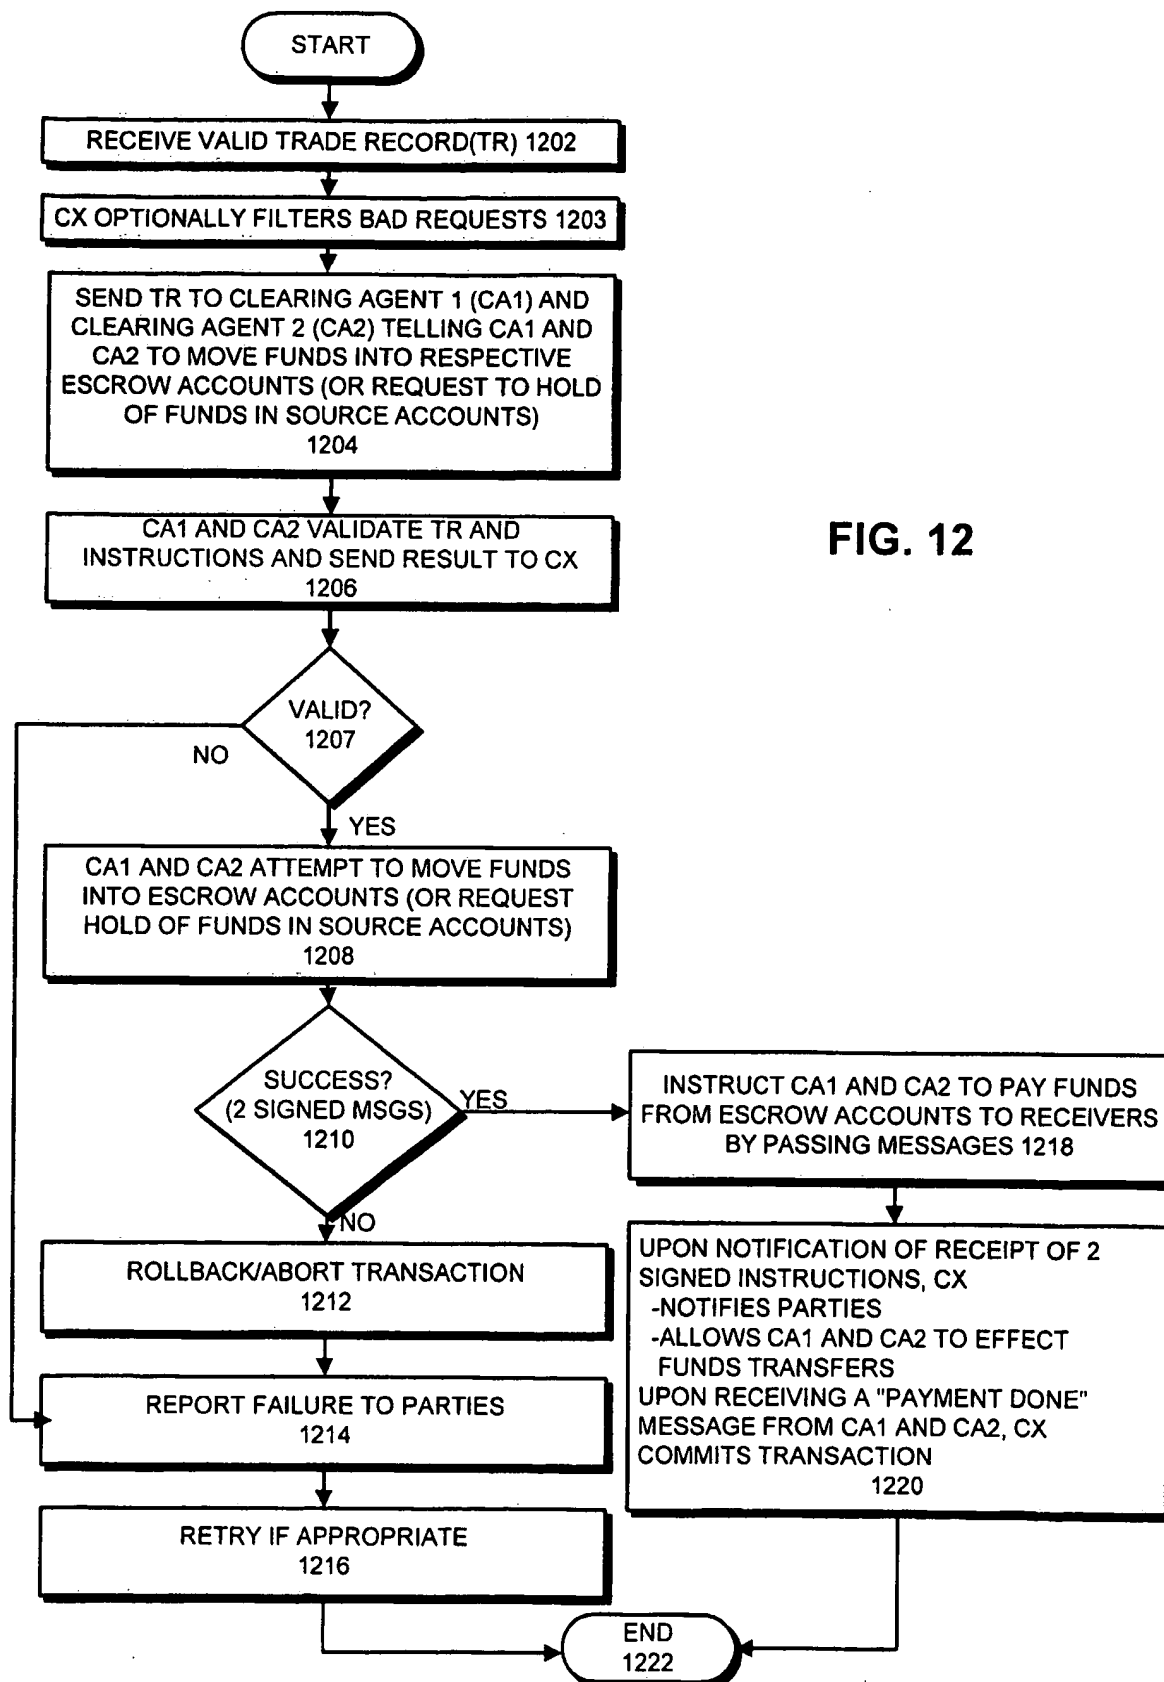 START
RECEIVE VALID TRADE RECORD(TR) 1202
CX OPTIONALLY FILTERS BAD REQUESTS 1203
SEND TR TO CLEARING AGENT 1 (CA1) AND
CLEARING AGENT 2 (CA2) TELLING CA1 AND
CA2 TO MOVE FUNDS INTO RESPECTIVE
ESCROW ACCOUNTS (OR REQUEST TO HOLD
OF FUNDS IN SOURCE ACCOUNTS)
1204
CA1 AND CA2 VALIDATE TR AND
INSTRUCTIONS AND SEND RESULT TO CX
1206
FIG. 12
VALID?
1207
NO
YES
CA1 AND CA2 ATTEMPT TO MOVE FUNDS
INTO ESCROW ACCOUNTS (OR REQUEST
HOLD OF FUNDS IN SOURCE ACCOUNTS)
1208
SUCCESS?
(2 SIGNED MSGS)
1210
YES
NO
INSTRUCT CA1 AND CA2 TO PAY FUNDS
FROM ESCROW ACCOUNTS TO RECEIVERS
BY PASSING MESSAGES 1218
ROLLBACK/ABORT TRANSACTION
1212
REPORT FAILURE TO PARTIES
1214
RETRY IF APPROPRIATE
1216
UPON NOTIFICATION OF RECEIPT OF 2
SIGNED INSTRUCTIONS, CX
-NOTIFIES PARTIES
-ALLOWS CA1 AND CA2 TO EFFECT
FUNDS TRANSFERS
UPON RECEIVING A "PAYMENT DONE"
MESSAGE FROM CA1 AND CA2, CX
COMMITS TRANSACTION
1220
END
1222